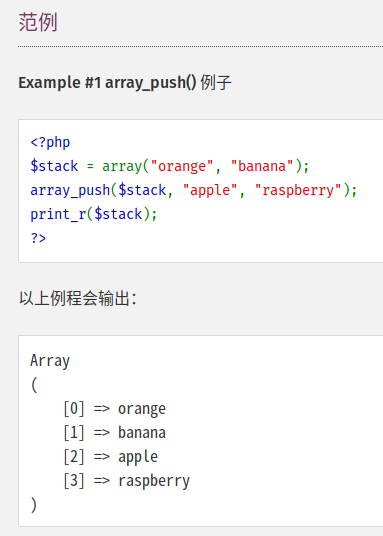 范例
Example #1 array_push() 例子
<?php
$stack = array("orange", "banana");
array_push($stack, "apple", "raspberry");
print_r($stack);
?>
以上例程会输出：
Array
(
    [0] => orange
    [1] => banana
    [2] => apple
    [3] => raspberry
)